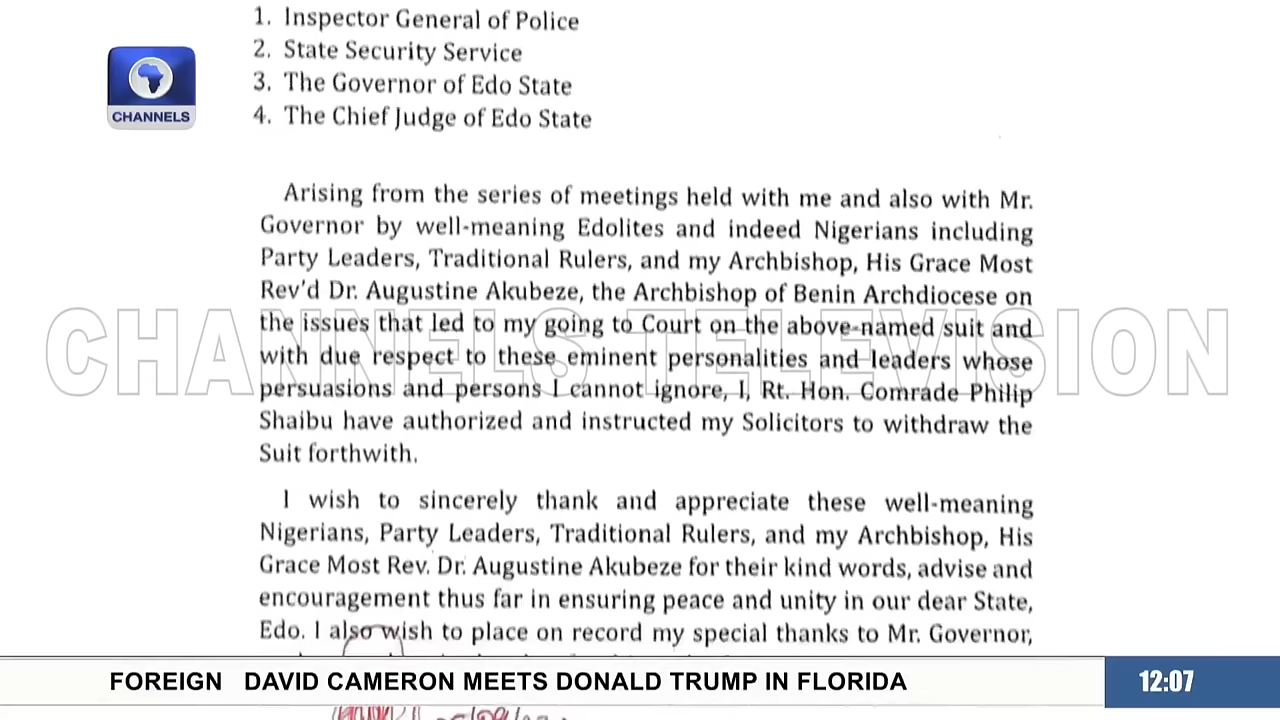 1. Inspector General of Police
2. State Security Service
3. The Governor of Edo State
4. The Chief Judge of Edo State
CHANNELS
Arising from the series of meetings held with me and also with Mr.
Governor by well-meaning Edolites and indeed Nigerians including
Party Leaders, Traditional Rulers, and my Archbishop, His Grace Most
Rev'd Dr. Augustine Akubeze, the Archbishop of Benin Archdiocese on
the issues that led to my going to Court on the above-named suit and
with due respect to these eminent personalities and leaders whose
persuasions and persons I cannot ignore, I, Rt. Hon. Comrade Philip
Shaibu have authorized and instructed my Solicitors to withdraw the
Suit forthwith.
CHANNELS TELEVISION
I wish to sincerely thank and appreciate these well-meaning
Nigerians, Party Leaders, Traditional Rulers, and my Archbishop, His
Grace Most Rev. Dr. Augustine Akubeze for their kind words, advise and
encouragement thus far in ensuring peace and unity in our dear State,
Edo. I also wish to place on record my special thanks to Mr. Governor,
FOREIGN DAVID CAMERON MEETS DONALD TRUMP IN FLORIDA
12:07